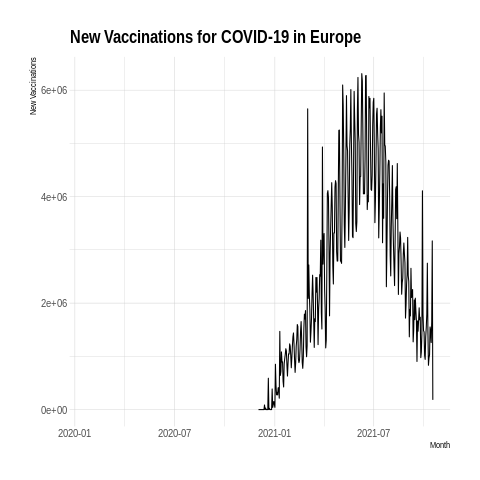 New Vaccinations for COVID-19 in Europe
New Vaccinations
6e+06
4e+06
2e+06
0e+00
2020-01 2020-07 2021-01 2021-07
Month